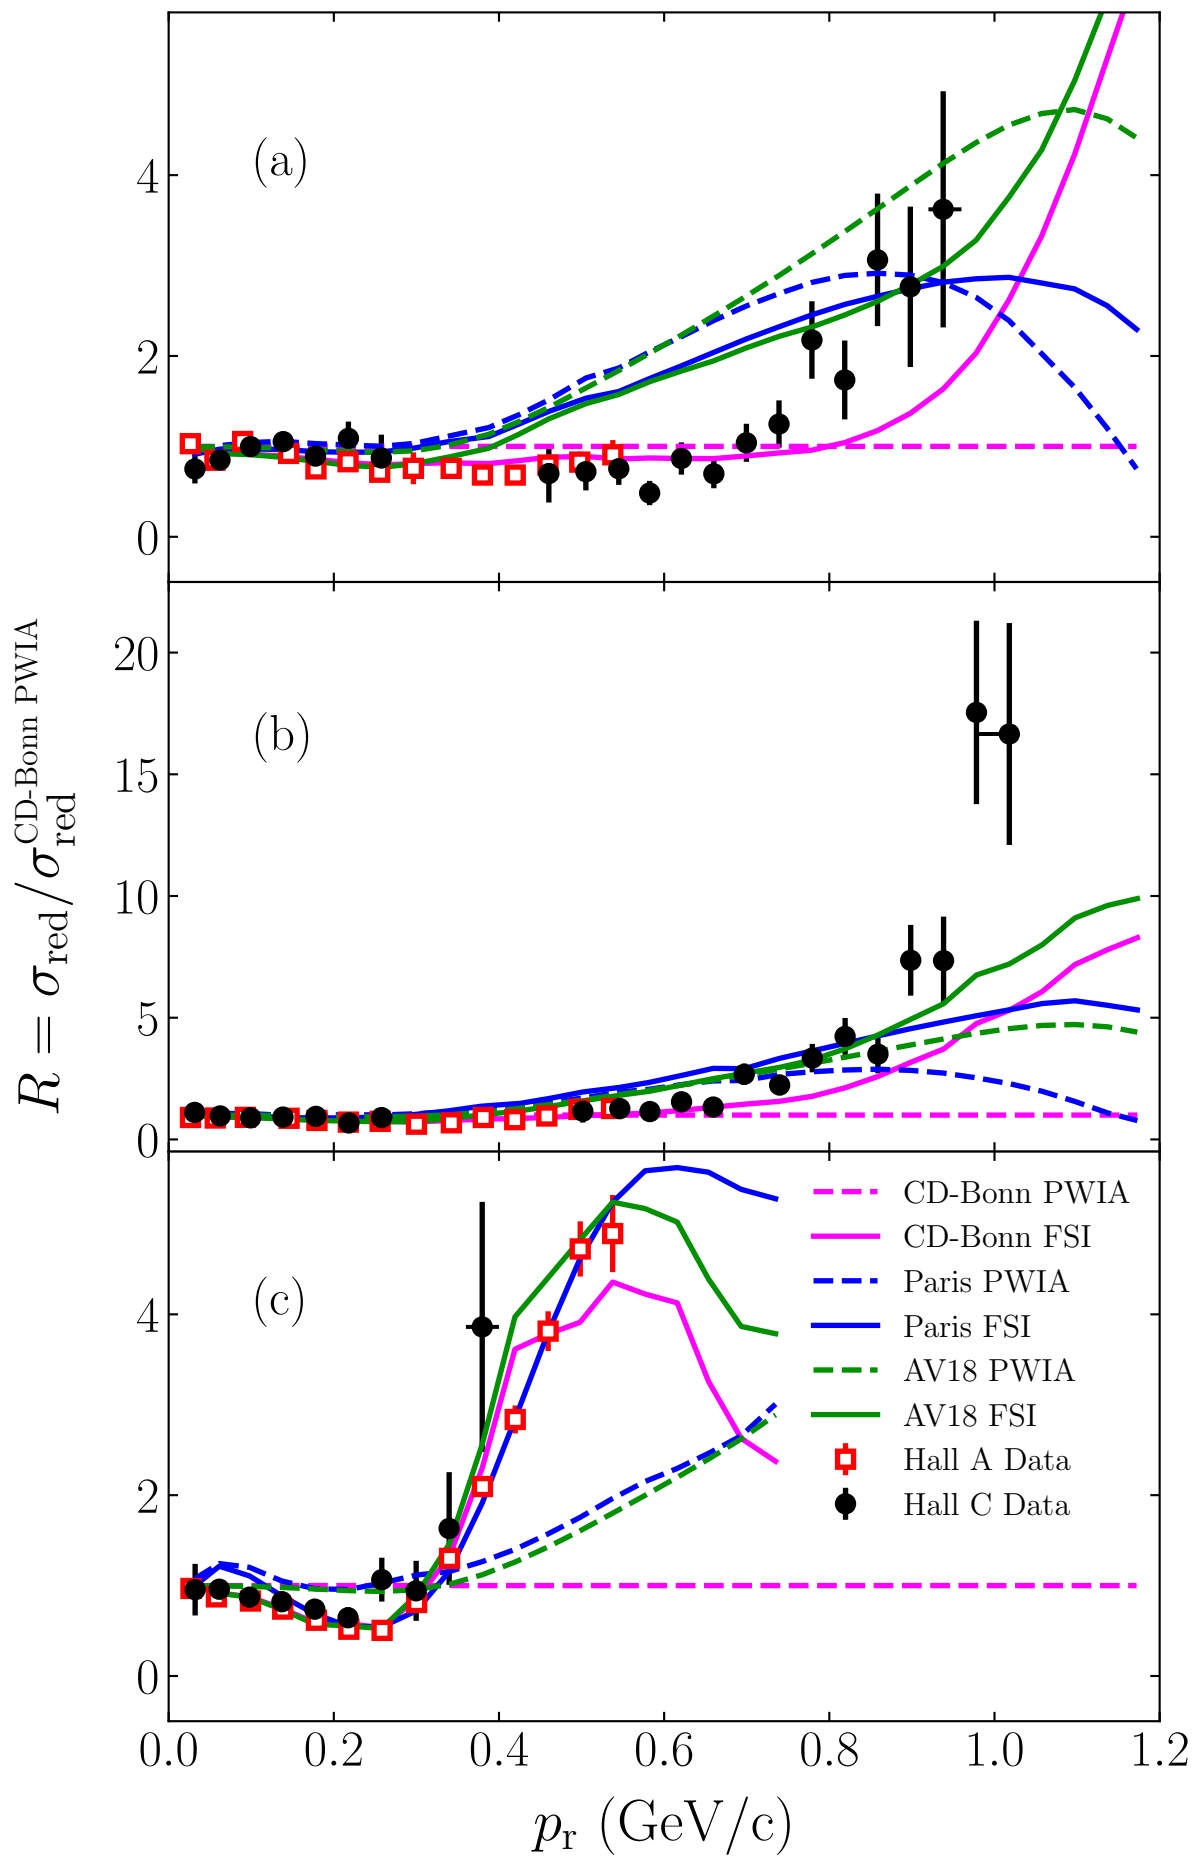 (a)
4
2
0
R = σred/σredCD-Bonn PWIA
(b)
20
15
10
5
0
(c)
4
2
0
CD-Bonn PWIA
CD-Bonn FSI
Paris PWIA
Paris FSI
AV18 PWIA
AV18 FSI
Hall A Data
Hall C Data
0.0 0.2 0.4 0.6 0.8 1.0 1.2
pr (GeV/c)